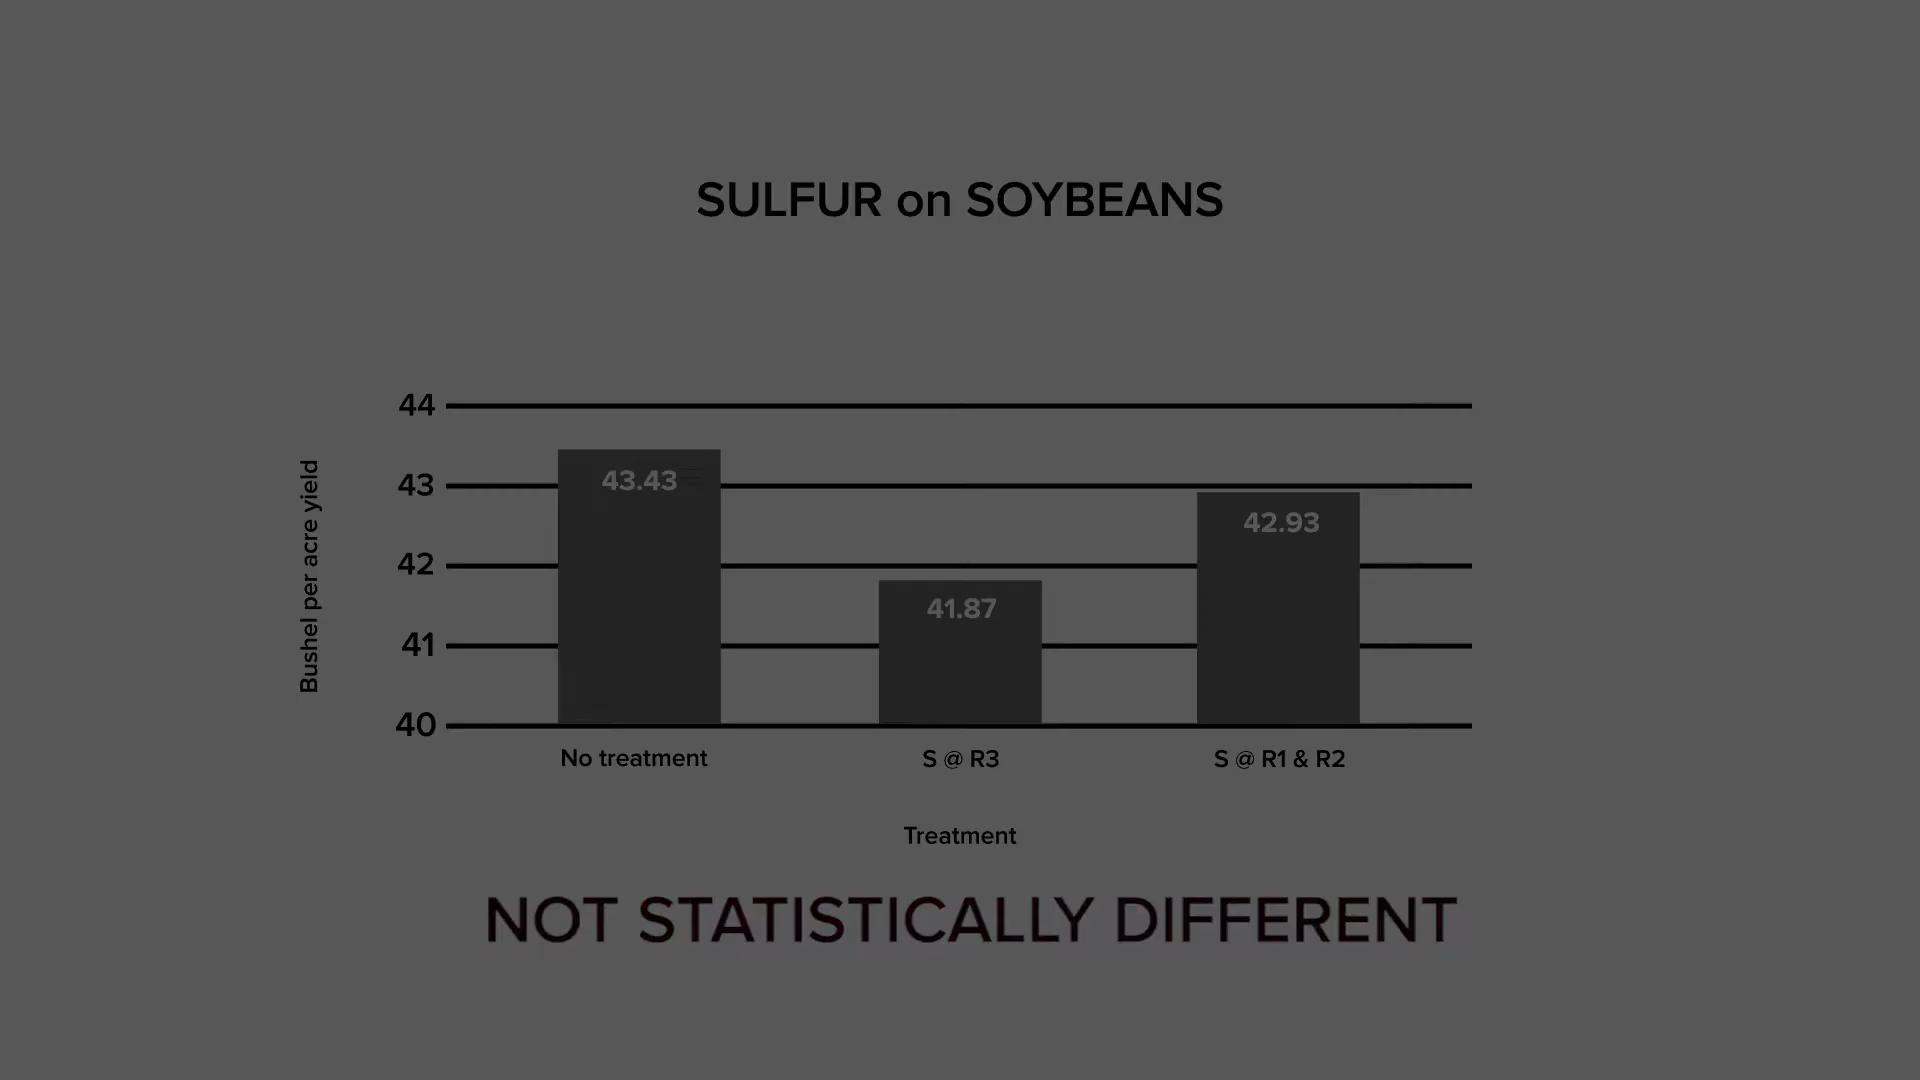 SULFUR on SOYBEANS
Bushel per acre yield
44
43
42
41
40
43.43
41.87
42.93
No treatment
S @ R3
S @ R1 & R2
Treatment
NOT STATISTICALLY DIFFERENT